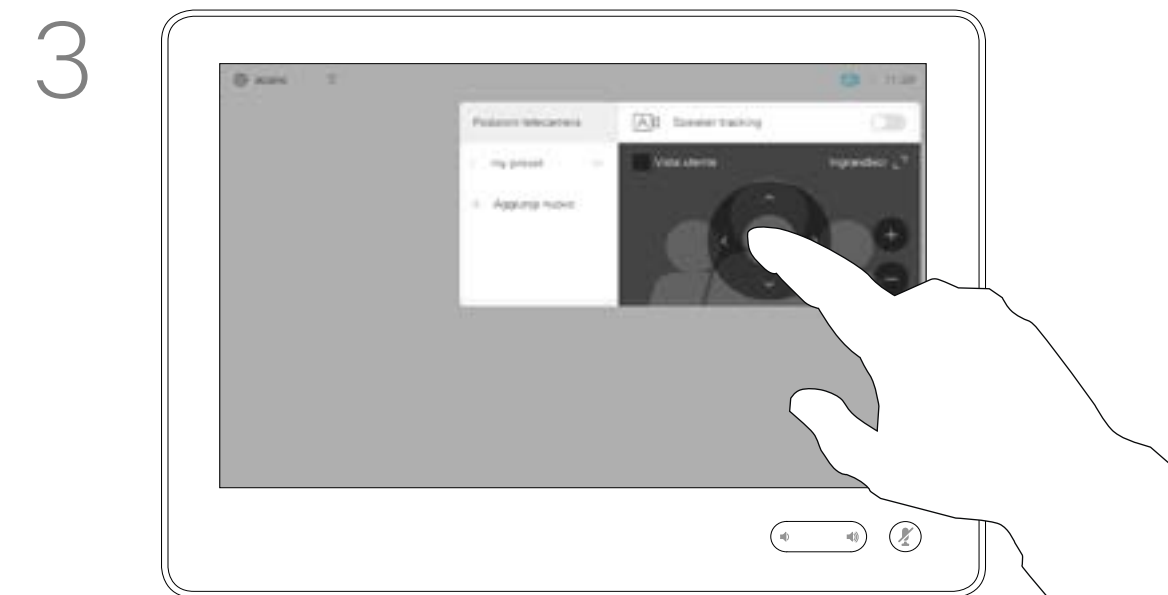 3
Posizioni telecamera
Speaker tracking
my preset
Vista utente
Ingrandisci
Aggiungi nuovo